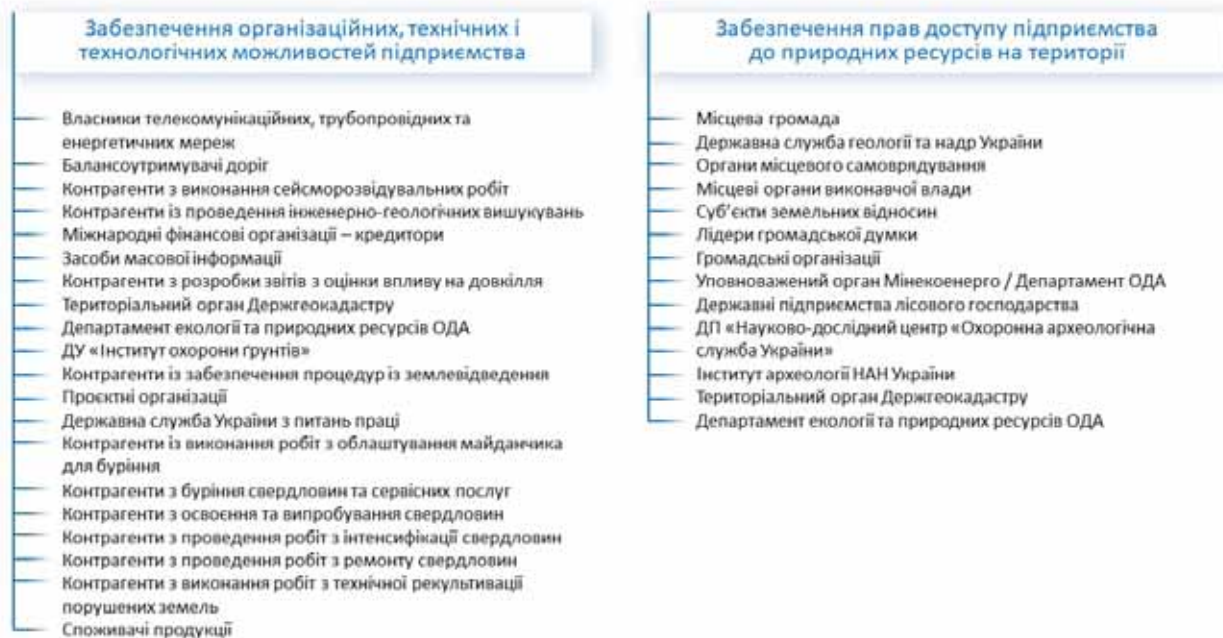 Забезпечення організаційних, технічних і
технологічних можливостей підприємства
Власники телекомунікаційних, трубопровідних та
енергетичних мереж
Балансоутримувачі доріг
Контрагенти з виконання сейсморозвідувальних робіт
Контрагенти із проведення інженерно-геологічних вишукувань
Міжнародні фінансові організації – кредитори
Засоби масової інформації
Контрагенти з розробки звітів з оцінки впливу на довкілля
Територіальний орган Держгеокадастру
Департамент екології та природних ресурсів ОДА
ДУ «Інститут охорони ґрунтів»
Контрагенти із забезпечення процедур із землевідведення
Проєктні організації
Державна служба України з питань праці
Контрагенти із виконання робіт з облаштування майданчика
для буріння
Контрагенти з буріння свердловин та сервісних послуг
Контрагенти з освоєння та випробування свердловин
Контрагенти з проведення робіт з інтенсифікації свердловин
Контрагенти з проведення робіт з ремонту свердловин
Контрагенти з виконання робіт з технічної рекультивації
порушених земель
Споживачі продукції
Забезпечення прав доступу підприємства
до природних ресурсів на території
Місцева громада
Державна служба геології та надр України
Органи місцевого самоврядування
Місцеві органи виконавчої влади
Суб’єкти земельних відносин
Лідери громадської думки
Громадські організації
Уповноважений орган Мінекоенерго / Департамент ОДА
Державні підприємства лісового господарства
ДП «Науково-дослідний центр «Охоронна археологічна
служба України»
Інститут археології НАН України
Територіальний орган Держгеокадастру
Департамент екології та природних ресурсів ОДА